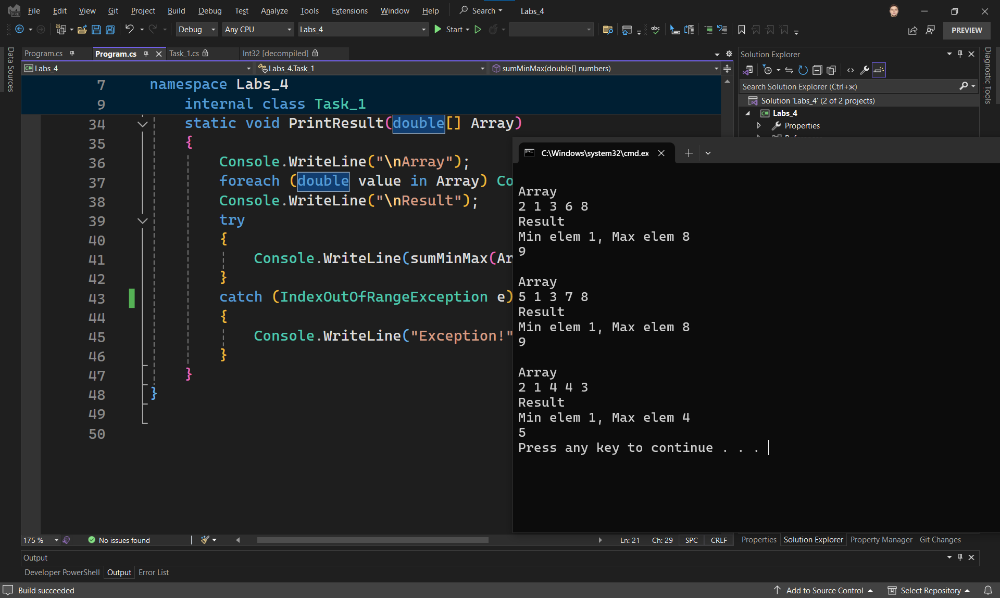 File Edit View Git Project Build Debug Test Analyze Tools Extensions Window Help Search Labs_4
Debug Any CPU Labs_4 Start abc PREVIEW
Data Sources
Program.cs Program.cs Task_1.cs Int32 [decompiled]
C# Labs_4 Labs_4.Task_1 sumMinMax(double[] numbers)
7 namespace Labs_4
9 internal class Task_1
34 static void PrintResult(double[] Array)
35 {
36 Console.WriteLine("\nArray");
37 foreach (double value in Array) Co
38 Console.WriteLine("\nResult");
39 try
40 {
41 Console.WriteLine(sumMinMax(Ar
42 }
43 catch (IndexOutOfRangeException e)
44 {
45 Console.WriteLine("Exception!"
46 }
47 }
48 }
49
50
175 % No issues found Ln: 21 Ch: 29 SPC CRLF
Solution Explorer
Search Solution Explorer (Ctrl+ж)
Solution 'Labs_4' (2 of 2 projects)
C# Labs_4
Properties
Diagnostic Tools
C:\Windows\system32\cmd.ex
Array
2 1 3 6 8
Result
Min elem 1, Max elem 8
9
Array
5 1 3 7 8
Result
Min elem 1, Max elem 8
9
Array
2 1 4 4 3
Result
Min elem 1, Max elem 4
5
Press any key to continue . . .
Properties Solution Explorer Property Manager Git Changes
Output
Developer PowerShell Output Error List
Build succeeded Add to Source Control Select Repository